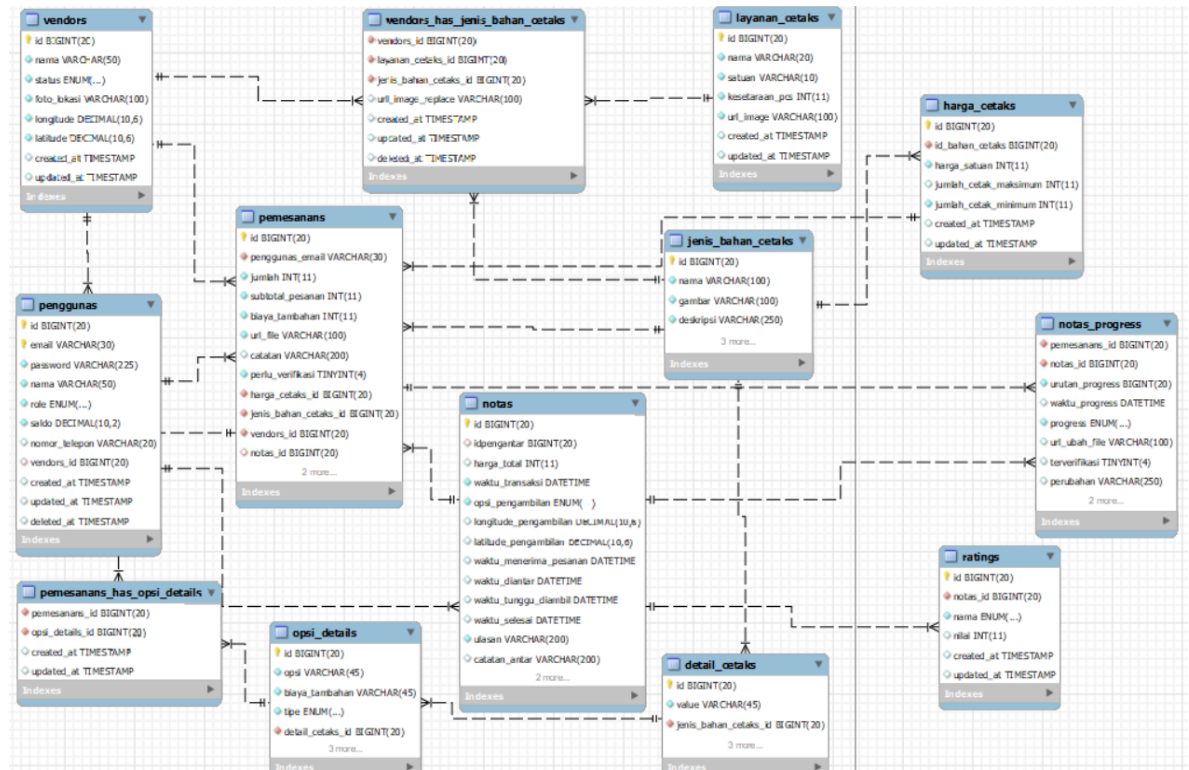 vendors
id BIGINT(20)
nama VARCHAR(50)
status ENUM(...)
foto_lokasi VARCHAR(100)
longitude DECIMAL(10,6)
latitude DECIMAL(10,6)
created_at TIMESTAMP
updated_at TIMESTAMP
Indexes
vendors_has_jenis_bahan_cetaks
vendors_id BIGINT(20)
layanan_cetaks_id BIGINT(20)
jenis_bahan_cetaks_id BIGINT(20)
url_image_replace VARCHAR(100)
created_at TIMESTAMP
updated_at TIMESTAMP
deleted_at TIMESTAMP
Indexes
layanan_cetaks
id BIGINT(20)
nama VARCHAR(20)
satuan VARCHAR(10)
kesetaraan_pcs INT(11)
url_image VARCHAR(100)
created_at TIMESTAMP
updated_at TIMESTAMP
Indexes
harga_cetaks
id BIGINT(20)
id_bahan_cetaks BIGINT(20)
harga_satuan INT(11)
jumlah_cetak_maksimum INT(11)
jumlah_cetak_minimum INT(11)
created_at TIMESTAMP
updated_at TIMESTAMP
Indexes
pemesanans
id BIGINT(20)
penggunas_email VARCHAR(30)
jumlah INT(11)
subtotal_pesanan INT(11)
biaya_tambahan INT(11)
url_file VARCHAR(100)
catatan VARCHAR(200)
perlu_verifikasi TINYINT(4)
harga_cetaks_id BIGINT(20)
jenis_bahan_cetaks_id BIGINT(20)
vendors_id BIGINT(20)
notas_id BIGINT(20)
2 more...
Indexes
jenis_bahan_cetaks
id BIGINT(20)
nama VARCHAR(100)
gambar VARCHAR(100)
deskripsi VARCHAR(250)
3 more...
Indexes
penggunas
id BIGINT(20)
email VARCHAR(30)
password VARCHAR(225)
nama VARCHAR(50)
role ENUM(...)
saldo DECIMAL(10,2)
nomor_telepon VARCHAR(20)
vendors_id BIGINT(20)
created_at TIMESTAMP
updated_at TIMESTAMP
deleted_at TIMESTAMP
Indexes
notas_progress
pemesanans_id BIGINT(20)
notas_id BIGINT(20)
urutan_progress BIGINT(20)
waktu_progress DATETIME
progress ENUM(...)
url_ubah_file VARCHAR(100)
terverifikasi TINYINT(4)
perubahan VARCHAR(250)
2 more...
Indexes
notas
id BIGINT(20)
idpengantar BIGINT(20)
harga_total INT(11)
waktu_transaksi DATETIME
opsi_pengambilan ENUM( )
longitude_pengambilan DECIMAL(10,6)
latitude_pengambilan DECIMAL(10,6)
waktu_menerima_pesanan DATETIME
waktu_diantar DATETIME
waktu_tunggu_diambil DATETIME
waktu_selesai DATETIME
ulasan VARCHAR(200)
catatan_antar VARCHAR(200)
2 more...
Indexes
ratings
id BIGINT(20)
notas_id BIGINT(20)
nama ENUM(...)
nilai INT(11)
created_at TIMESTAMP
updated_at TIMESTAMP
Indexes
pemesanans_has_opsi_details
pemesanans_id BIGINT(20)
opsi_details_id BIGINT(20)
created_at TIMESTAMP
updated_at TIMESTAMP
Indexes
opsi_details
id BIGINT(20)
opsi VARCHAR(45)
biaya_tambahan VARCHAR(45)
tipe ENUM(...)
detail_cetaks_id BIGINT(20)
3 more...
Indexes
detail_cetaks
id BIGINT(20)
value VARCHAR(45)
jenis_bahan_cetaks_id BIGINT(20)
3 more...
Indexes